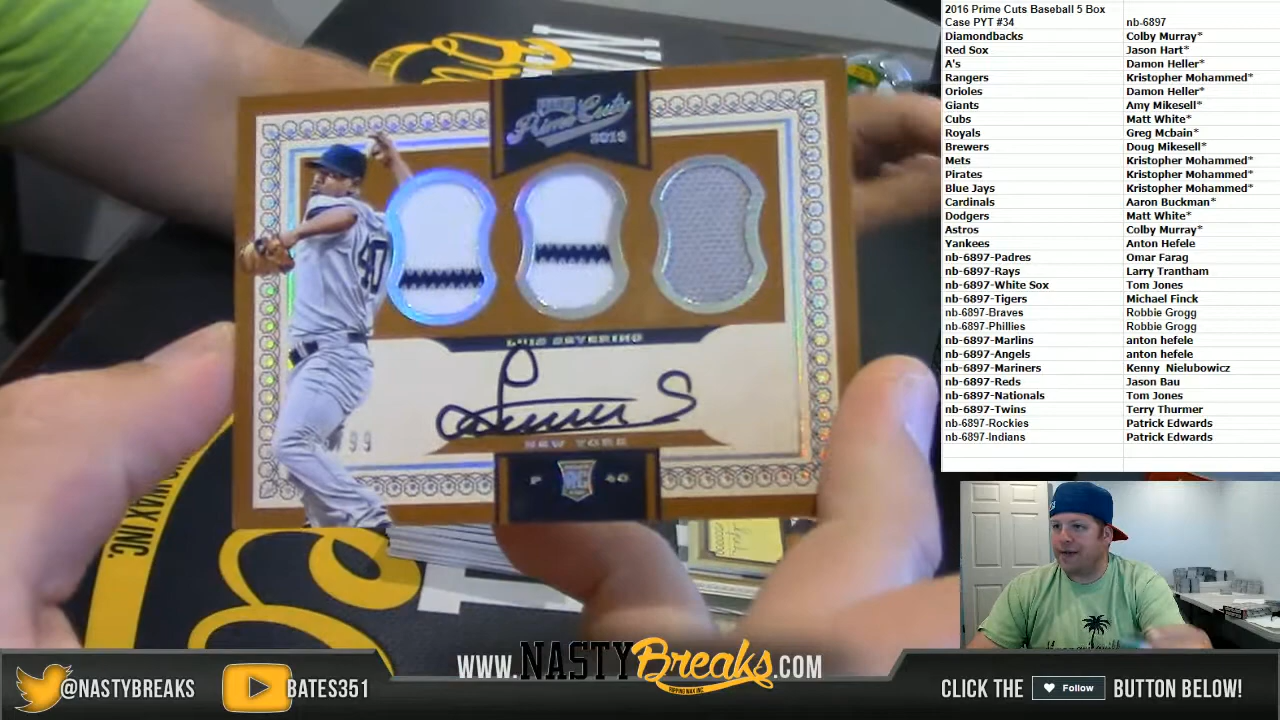 2016 Prime Cuts Baseball 5 Box
Case PYT #34 nb-6897
Diamondbacks Colby Murray*
Red Sox Jason Hart*
A's Damon Heller*
Rangers Kristopher Mohammed*
Orioles Damon Heller*
Giants Amy Mikesell*
Cubs Matt White*
Royals Greg Mcbain*
Brewers Doug Mikesell*
Mets Kristopher Mohammed*
Pirates Kristopher Mohammed*
Blue Jays Kristopher Mohammed*
Cardinals Aaron Buckman*
Dodgers Matt White*
Astros Colby Murray*
Yankees Anton Hefele
nb-6897-Padres Omar Farag
nb-6897-Rays Larry Trantham
nb-6897-White Sox Tom Jones
nb-6897-Tigers Michael Finck
nb-6897-Braves Robbie Grogg
nb-6897-Phillies Robbie Grogg
nb-6897-Marlins anton hefele
nb-6897-Angels anton hefele
nb-6897-Mariners Kenny Nielubowicz
nb-6897-Reds Jason Bau
nb-6897-Nationals Tom Jones
nb-6897-Twins Terry Thurmer
nb-6897-Rockies Patrick Edwards
nb-6897-Indians Patrick Edwards
Prime Cuts
2016
40
LUIS SEVERINO
/99
NEW YORK
P RC 40
WAX INC.
@NASTYBREAKS
BATES351
WWW.NASTYBreaks.COM
RIPPING WAX INC.
CLICK THE Follow BUTTON BELOW!